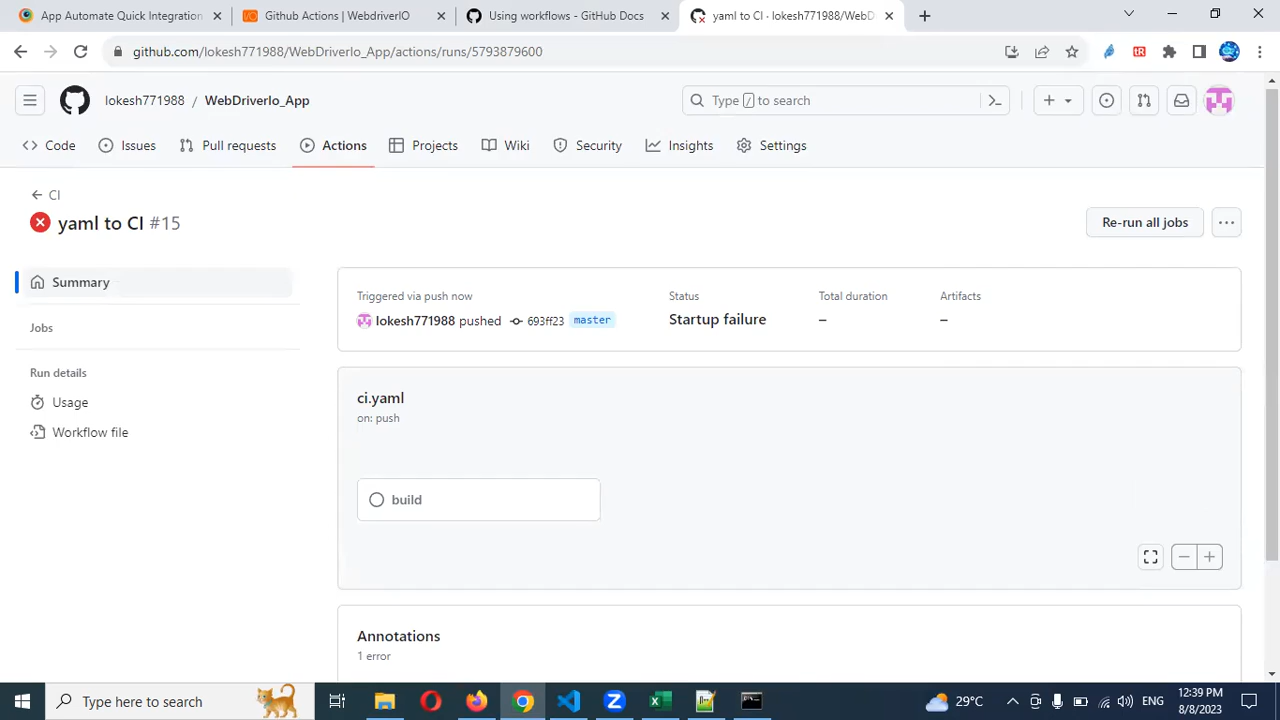 App Automate Quick Integration
Github Actions | WebdriverIO
Using workflows - GitHub Docs
yaml to CI · lokesh771988/WebD
github.com/lokesh771988/WebDriverIo_App/actions/runs/5793879600
lokesh771988 / WebDriverIo_App
Type / to search
Code
Issues
Pull requests
Actions
Projects
Wiki
Security
Insights
Settings
CI
yaml to CI #15
Re-run all jobs
Summary
Jobs
Run details
Usage
Workflow file
Triggered via push now
lokesh771988 pushed 693ff23 master
Status
Startup failure
Total duration
–
Artifacts
–
ci.yaml
on: push
build
Annotations
1 error
Type here to search
29°C
ENG
12:39 PM
8/8/2023